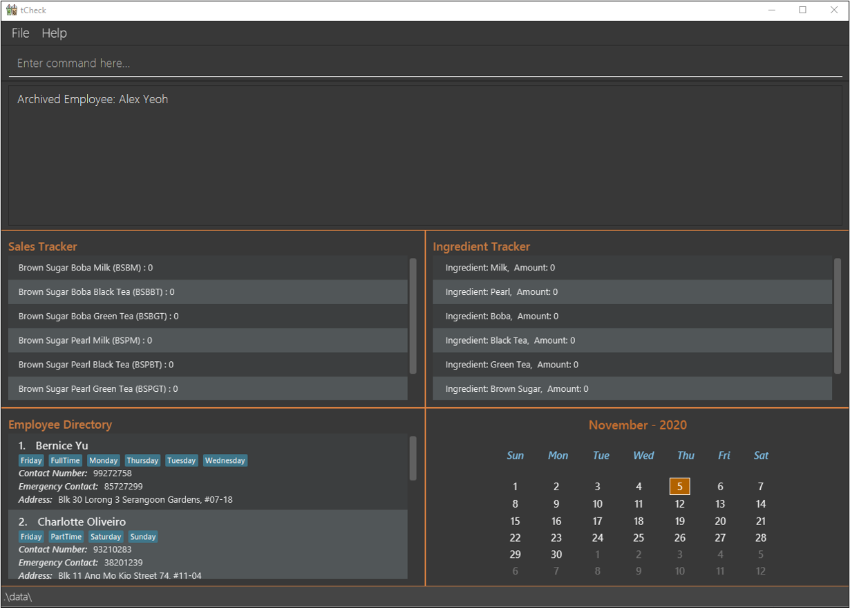 tCheck
File Help
Enter command here...
Archived Employee: Alex Yeoh
Sales Tracker
Brown Sugar Boba Milk (BSBM) : 0
Brown Sugar Boba Black Tea (BSBBT) : 0
Brown Sugar Boba Green Tea (BSBGT) : 0
Brown Sugar Pearl Milk (BSPM) : 0
Brown Sugar Pearl Black Tea (BSPBT) : 0
Brown Sugar Pearl Green Tea (BSPGT) : 0
Ingredient Tracker
Ingredient: Milk, Amount: 0
Ingredient: Pearl, Amount: 0
Ingredient: Boba, Amount: 0
Ingredient: Black Tea, Amount: 0
Ingredient: Green Tea, Amount: 0
Ingredient: Brown Sugar, Amount: 0
Employee Directory
1. Bernice Yu
Friday FullTime Monday Thursday Tuesday Wednesday
Contact Number: 99272758
Emergency Contact: 85727299
Address: Blk 30 Lorong 3 Serangoon Gardens, #07-18
2. Charlotte Oliveiro
Friday PartTime Saturday Sunday
Contact Number: 93210283
Emergency Contact: 38201239
Address: Blk 11 Ang Mo Kio Street 74, #11-04
November - 2020
Sun Mon Tue Wed Thu Fri Sat
1 2 3 4 5 6 7
8 9 10 11 12 13 14
15 16 17 18 19 20 21
22 23 24 25 26 27 28
29 30 1 2 3 4 5
6 7 8 9 10 11 12
.\data\